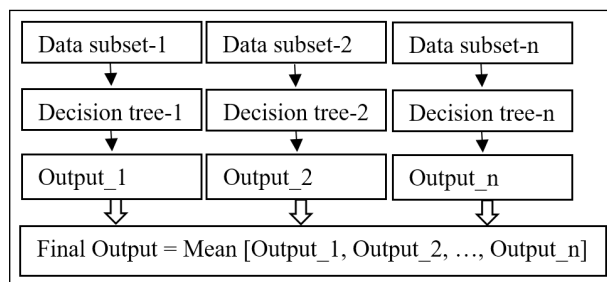 Data subset-1
Data subset-2
Data subset-n
Decision tree-1
Decision tree-2
Decision tree-n
Output_1
Output_2
Output_n
Final Output = Mean [Output_1, Output_2, …, Output_n]